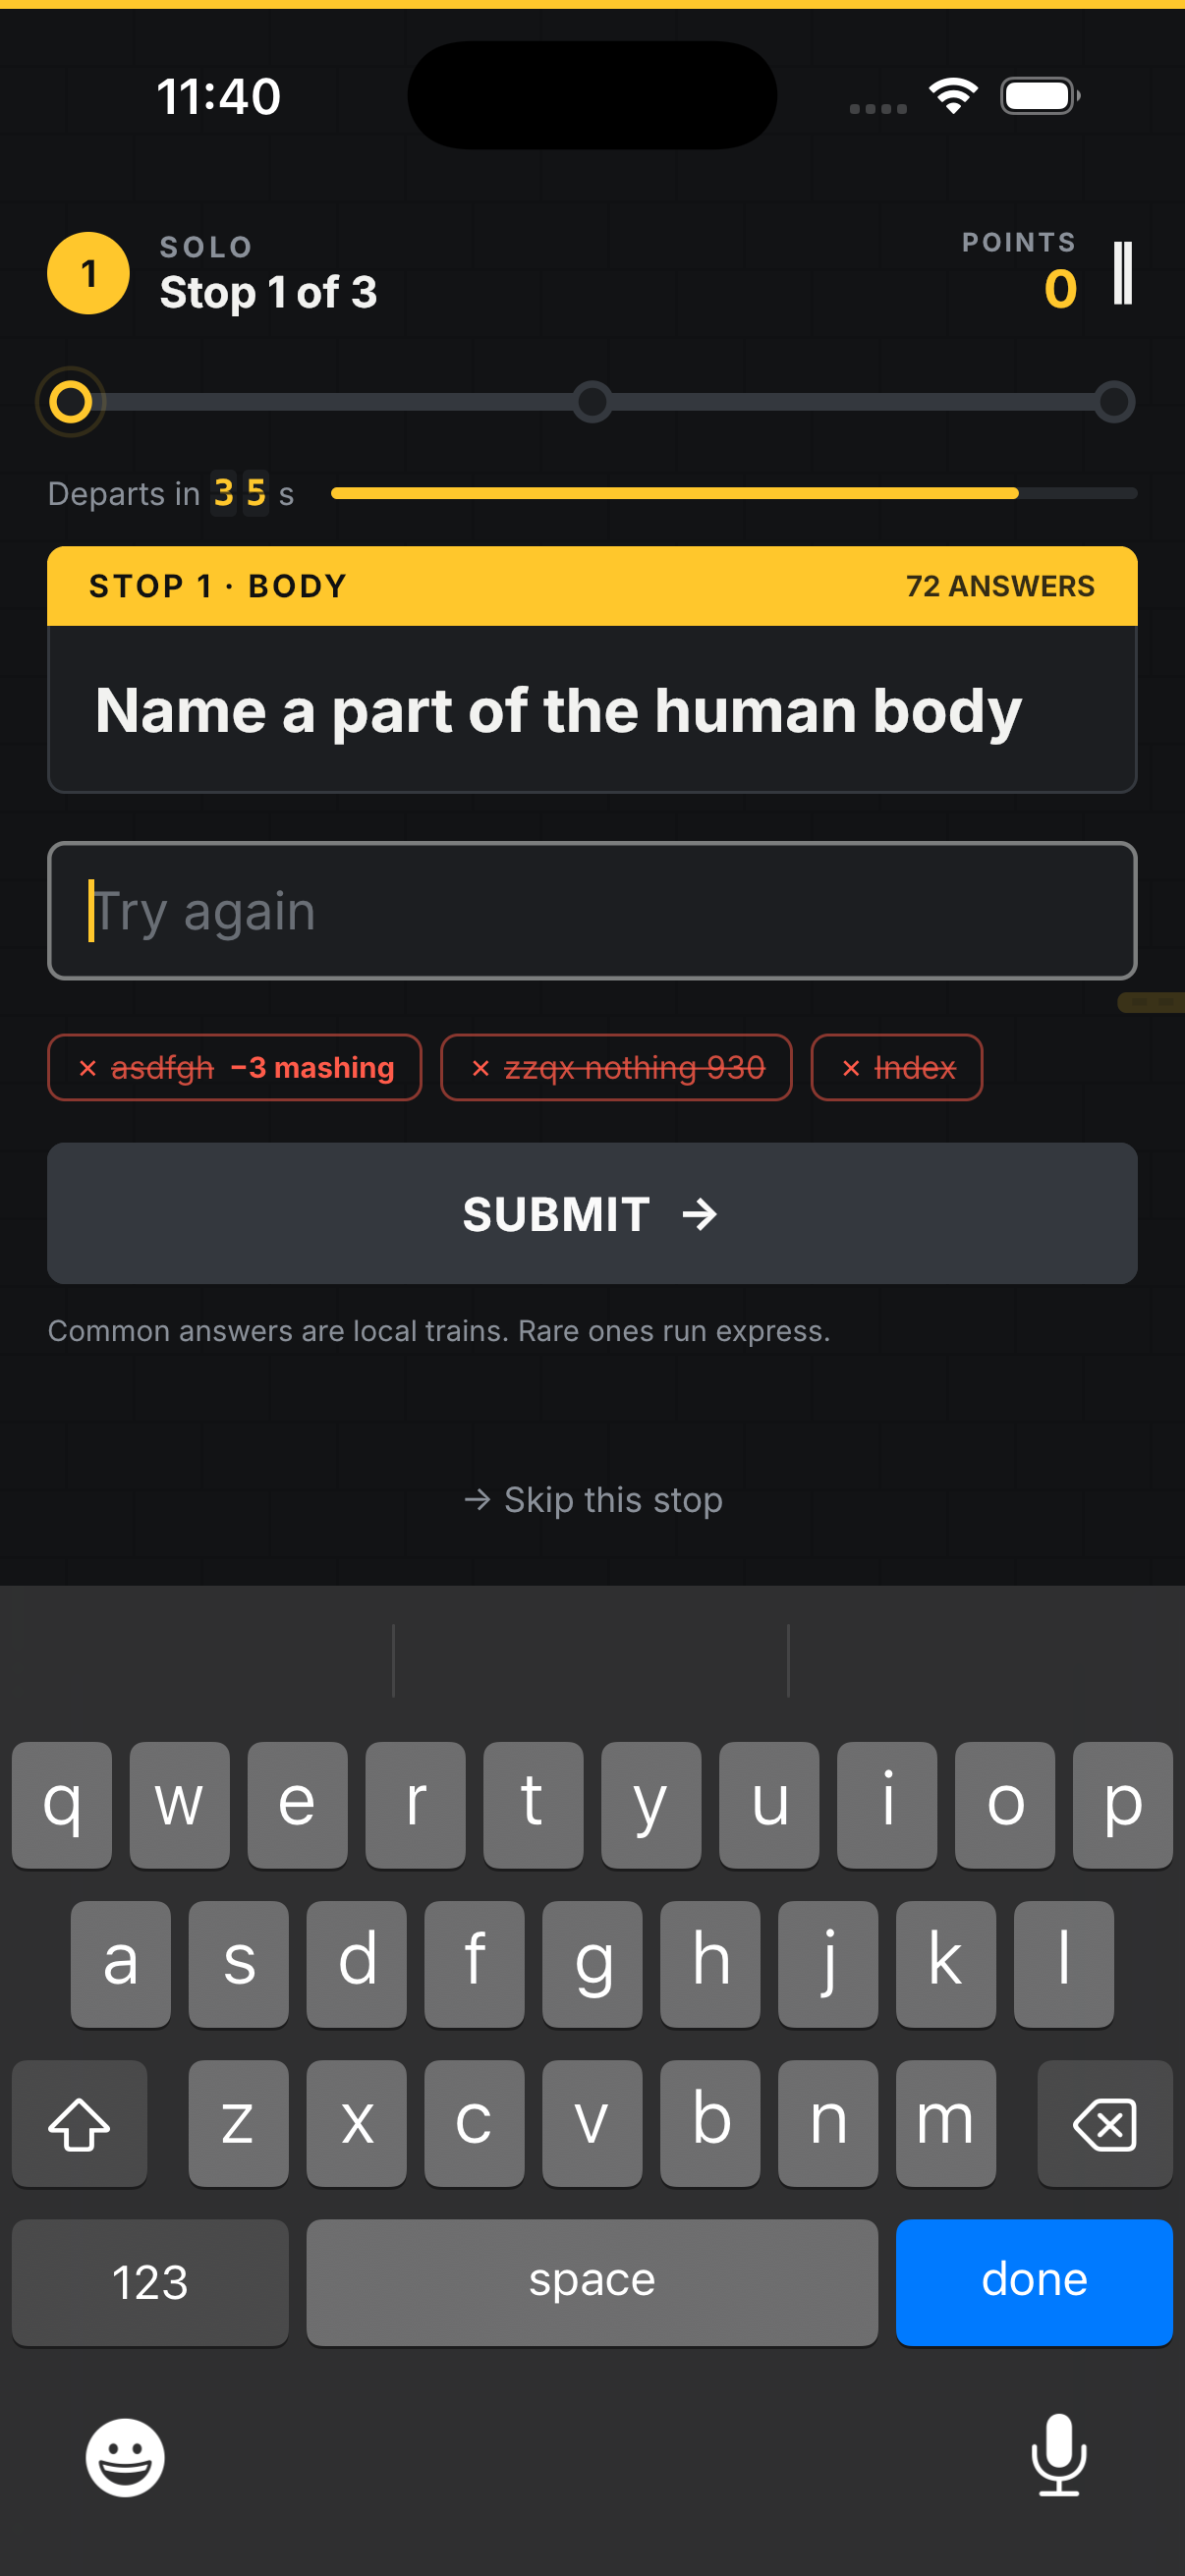 11:40
1
SOLO
Stop 1 of 3
POINTS
0
Departs in 35 s
STOP 1 · BODY
72 ANSWERS
Name a part of the human body
Try again
× asdfgh −3 mashing
× zzqx nothing 930
× Index
SUBMIT →
Common answers are local trains. Rare ones run express.
→ Skip this stop
q w e r t y u i o p
a s d f g h j k l
z x c v b n m
123
space
done